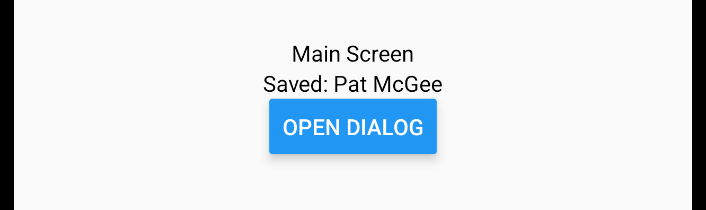 Main Screen
Saved: Pat McGee
OPEN DIALOG